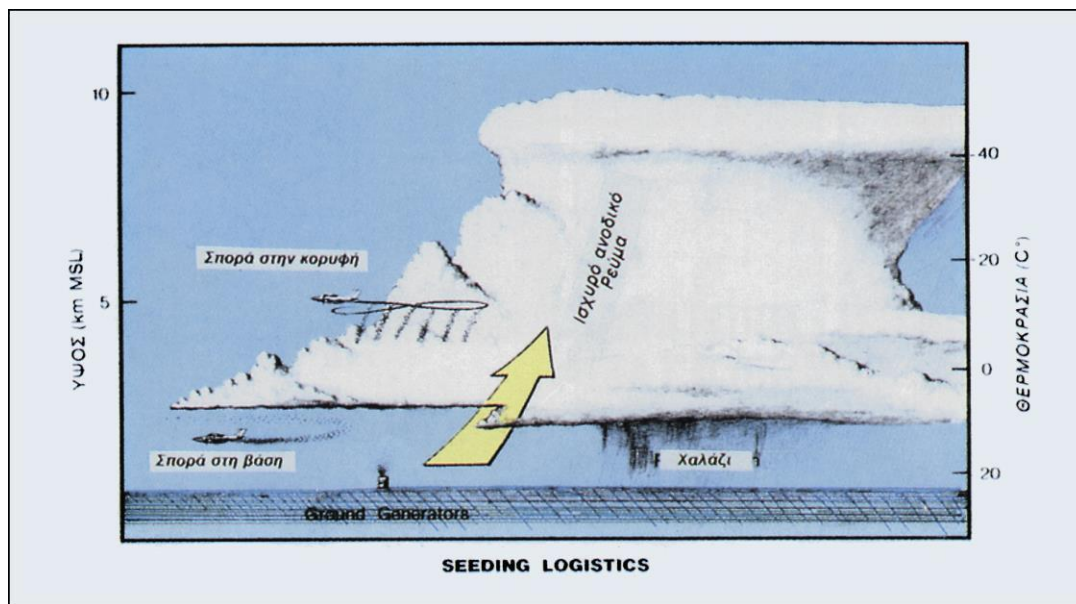 10
5
ΥΨΟΣ (km MSL)
Σπορά στην κορυφή
Σπορά στη βάση
Ισχυρό ανοδικό
Ρεύμα
Χαλάζι
Ground Generators
40
20
0
20
ΘΕΡΜΟΚΡΑΣΙΑ (C°)
SEEDING LOGISTICS